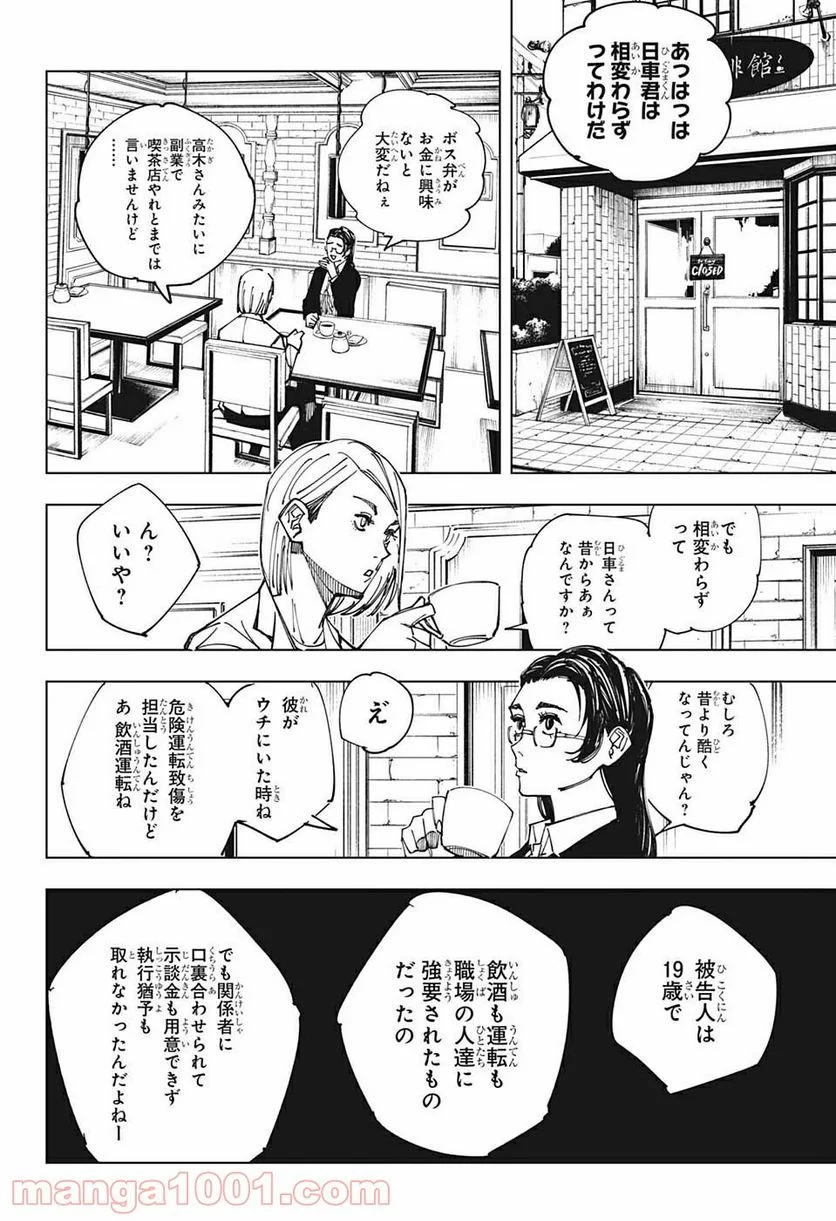 あっはっは
日車君は
相変わらず
ってわけだ
館
CLOSED
ボス弁が
お金に興味
ないと
大変だねぇ
高木さんみたいに
副業で
喫茶店やれとまでは
言いませんけど
……
でも
相変わらず
って
日車さんって
昔からあぁ
なんですか?
ん?
いいや?
むしろ
昔より酷く
なってんじゃん?
え゛
彼が
ウチにいた時ね
危険運転致傷を
担当したんだけど
あ 飲酒運転ね
被告人は
19歳で
飲酒も運転も
職場の人達に
強要されたもの
だったの
でも関係者に
口裏合わせられて
示談金も用意できず
執行猶予も
取れなかったんだよねー
manga1001.com